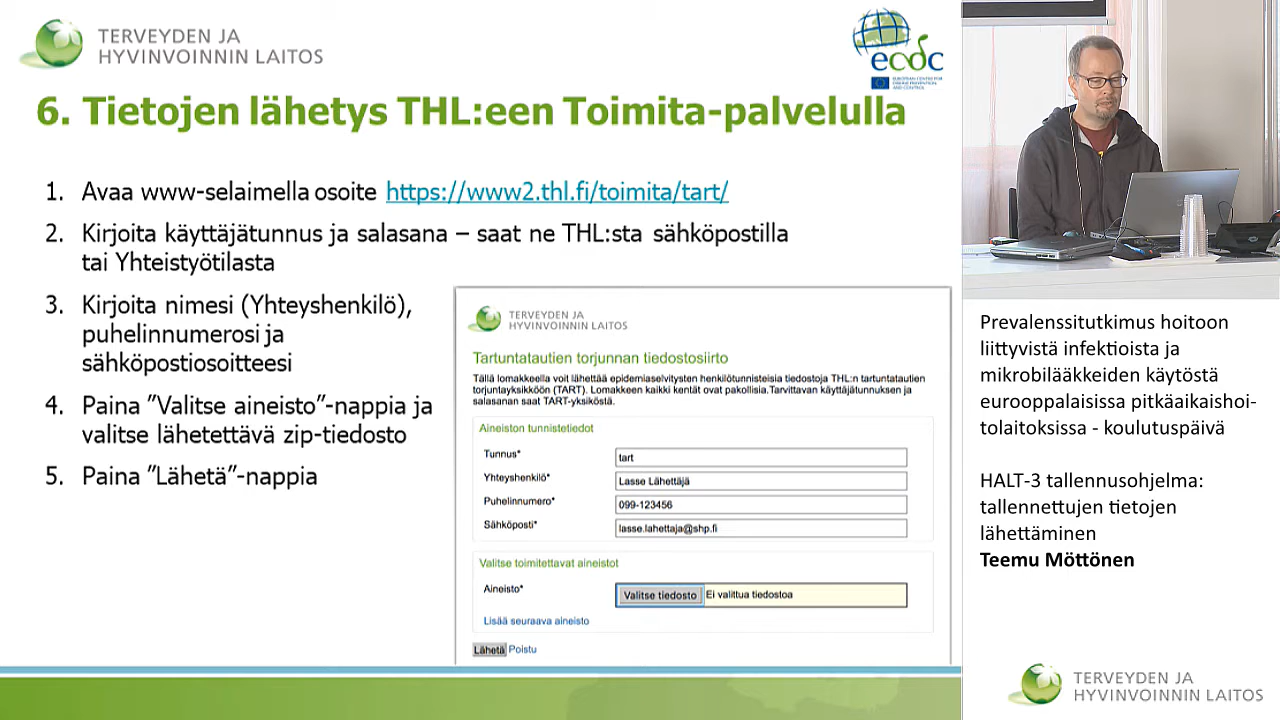 TERVEYDEN JA
HYVINVOINNIN LAITOS
ecdc
EUROPEAN CENTRE FOR
DISEASE PREVENTION
AND CONTROL
6. Tietojen lähetys THL:een Toimita-palvelulla
1. Avaa www-selaimella osoite https://www2.thl.fi/toimita/tart/
2. Kirjoita käyttäjätunnus ja salasana – saat ne THL:sta sähköpostilla
tai Yhteistyötilasta
3. Kirjoita nimesi (Yhteyshenkilö),
puhelinnumerosi ja
sähköpostiosoitteesi
4. Paina ”Valitse aineisto”-nappia ja
valitse lähetettävä zip-tiedosto
5. Paina ”Lähetä”-nappia
TERVEYDEN JA
HYVINVOINNIN LAITOS
Tartuntatautien torjunnan tiedostosiirto
Tällä lomakkeella voit lähettää epidemiaselvitysten henkilötunnisteisia tiedostoja THL:n tartuntatautien
torjuntayksikköön (TART). Lomakkeen kaikki kentät ovat pakollisia.Tarvittavan käyttäjätunnuksen ja
salasanan saat TART-yksiköstä.
Aineiston tunnistetiedot
Tunnus* tart
Yhteyshenkilö* Lasse Lähettäjä
Puhelinnumero* 099-123456
Sähköposti* lasse.lahettaja@shp.fi
Valitse toimitettavat aineistot
Aineisto* Valitse tiedosto Ei valittua tiedostoa
Lisää seuraava aineisto
Lähetä Poistu
Prevalenssitutkimus hoitoon
liittyvistä infektioista ja
mikrobilääkkeiden käytöstä
eurooppalaisissa pitkäaikaishoi-
tolaitoksissa - koulutuspäivä
HALT-3 tallennusohjelma:
tallennettujen tietojen
lähettäminen
Teemu Möttönen
TERVEYDEN JA
HYVINVOINNIN LAITOS